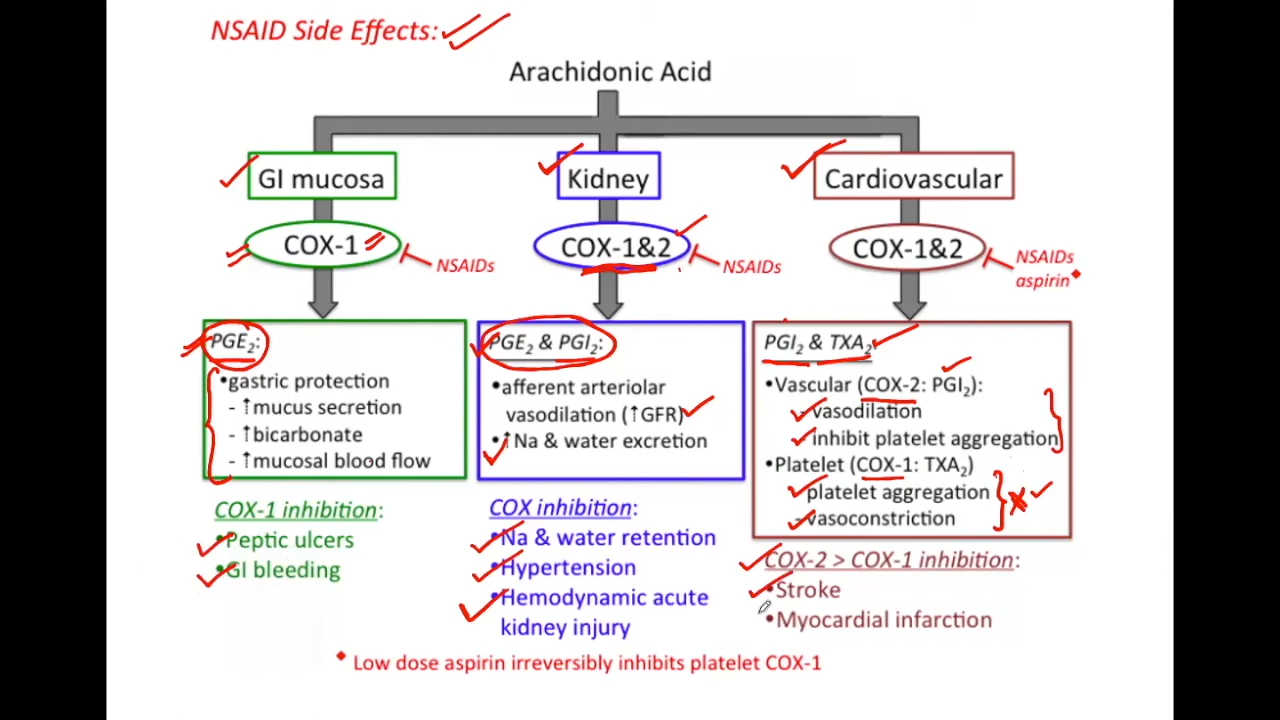 NSAID Side Effects:
Arachidonic Acid
GI mucosa
Kidney
Cardiovascular
COX-1
COX-1&2
COX-1&2
NSAIDs
NSAIDs
NSAIDs
aspirin◆
PGE₂:
•gastric protection
- ↑mucus secretion
- ↑bicarbonate
- ↑mucosal blood flow
PGE₂ & PGI₂:
•afferent arteriolar
vasodilation (↑GFR)
•↑Na & water excretion
PGI₂ & TXA₂
•Vascular (COX-2: PGI₂):
- vasodilation
- inhibit platelet aggregation
•Platelet (COX-1: TXA₂)
- platelet aggregation
- vasoconstriction
COX-1 inhibition:
•Peptic ulcers
•GI bleeding
COX inhibition:
•Na & water retention
•Hypertension
•Hemodynamic acute
kidney injury
COX-2 > COX-1 inhibition:
•Stroke
•Myocardial infarction
◆ Low dose aspirin irreversibly inhibits platelet COX-1